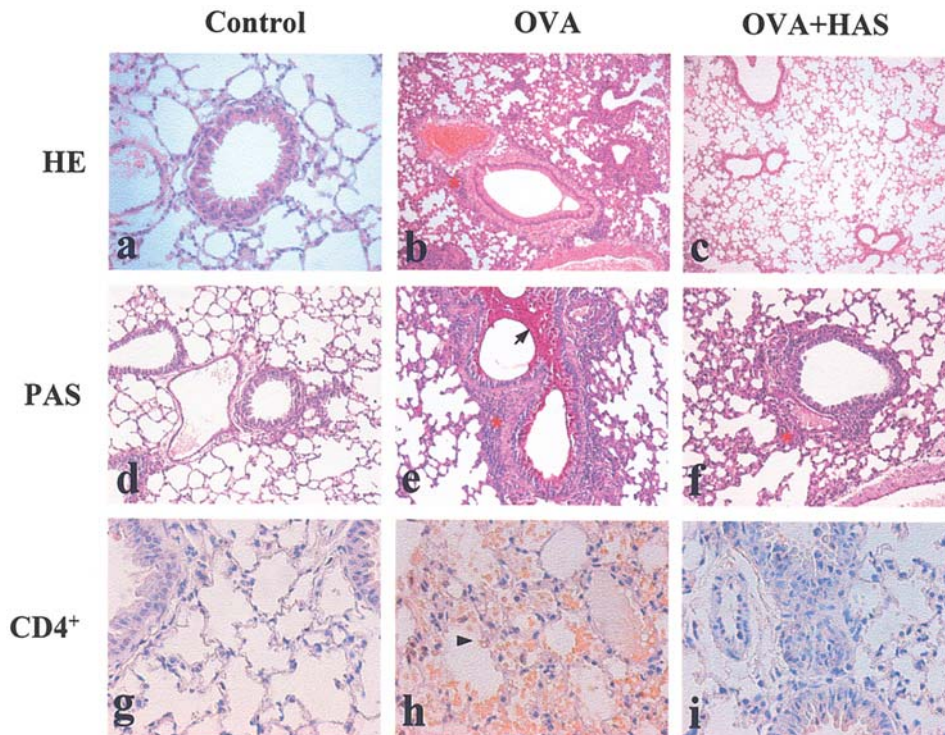 Control OVA OVA+HAS
HE
a b c
PAS
d e f
CD4⁺
g h i